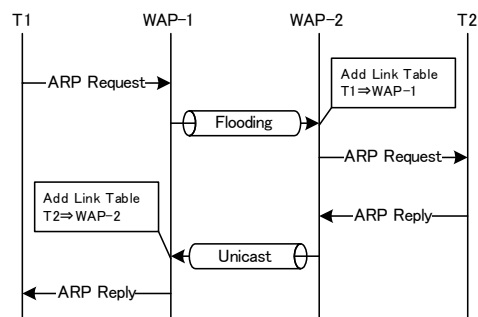 T1 WAP-1 WAP-2 T2
ARP Request
Add Link Table
T1⇒WAP-1
Flooding
ARP Request
Add Link Table
T2⇒WAP-2
ARP Reply
Unicast
ARP Reply